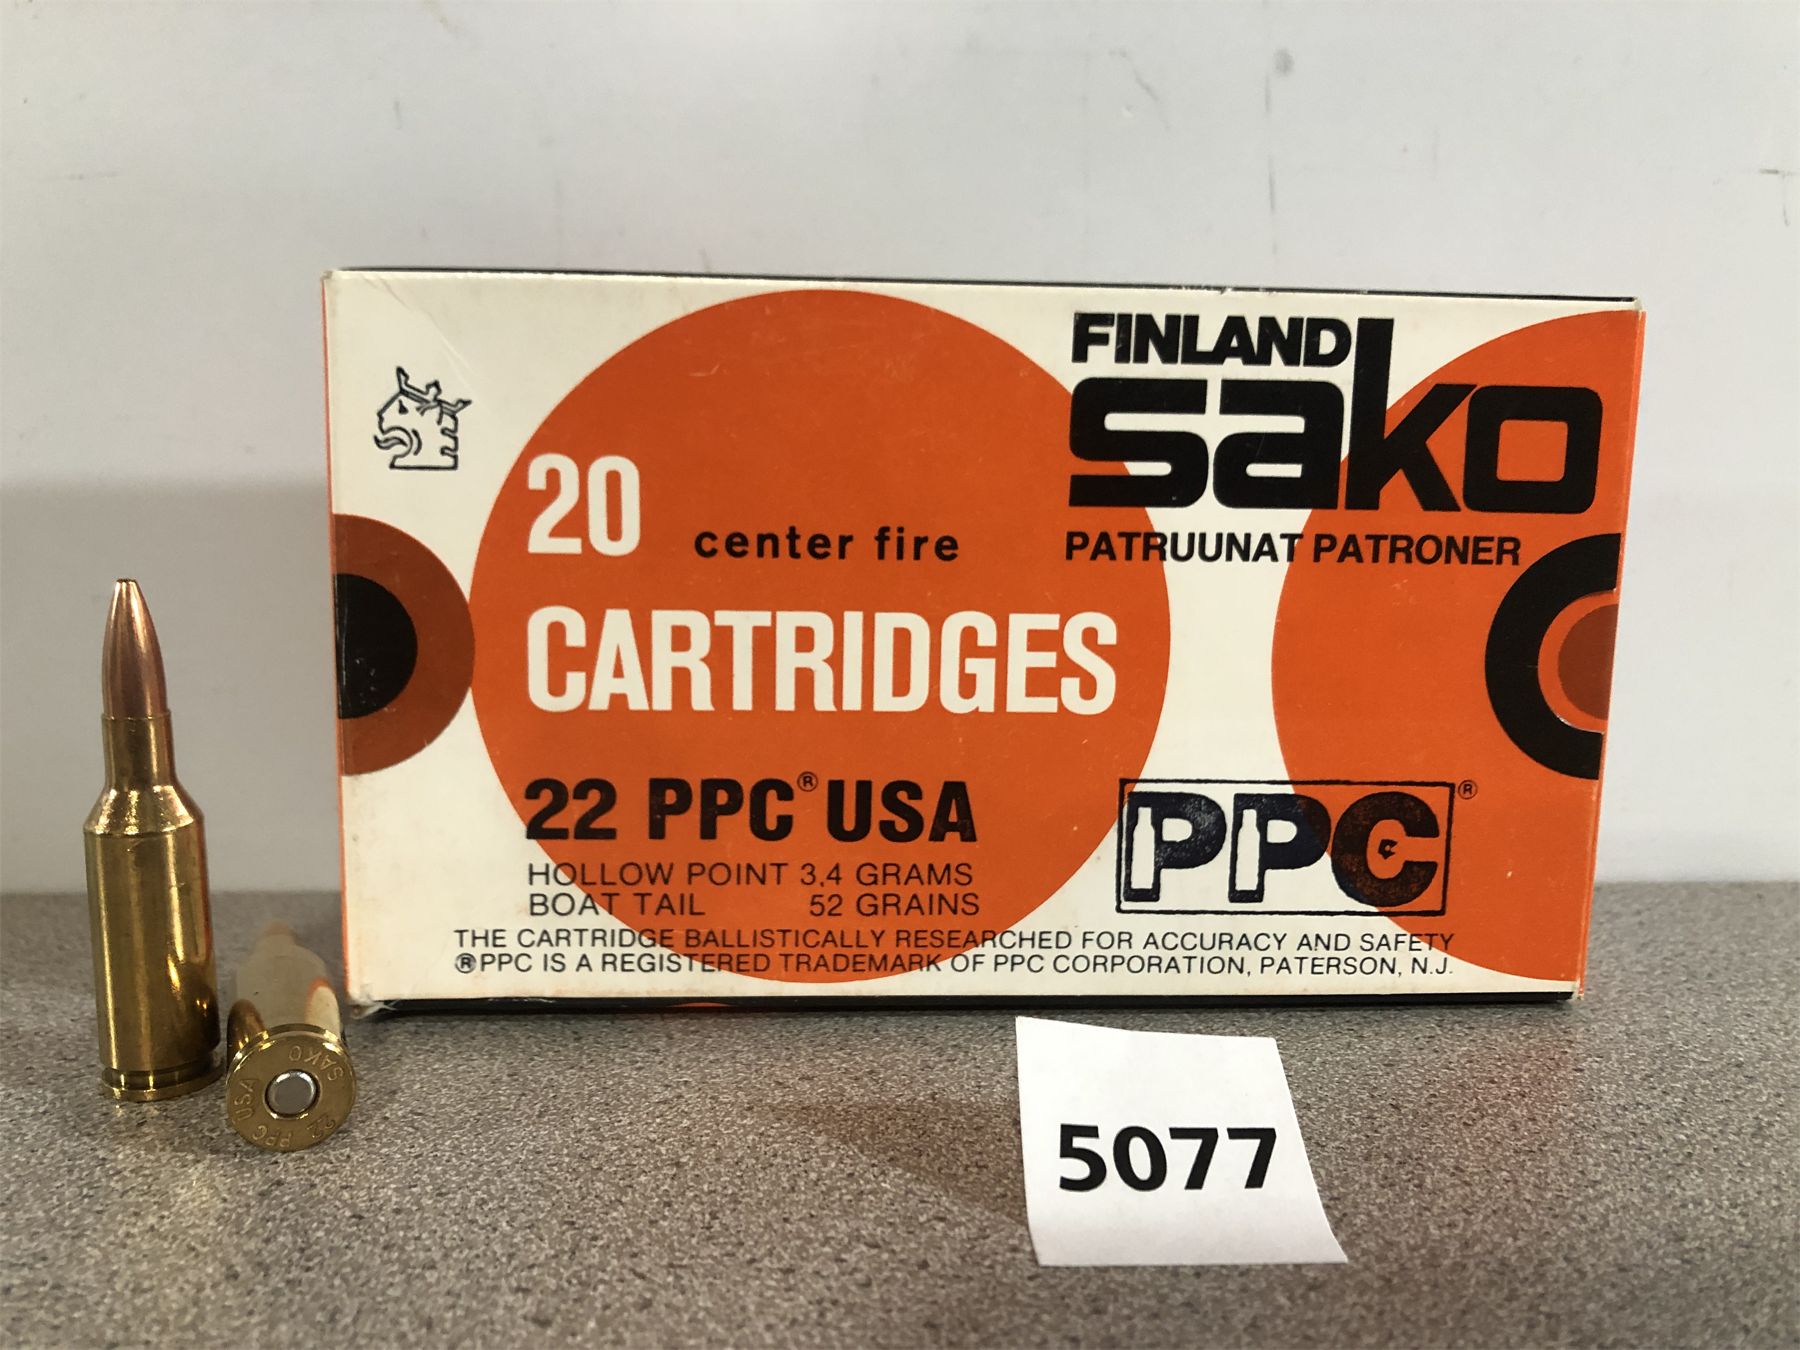 FINLAND
sako
PATRUUNAT PATRONER
20 center fire
CARTRIDGES
22 PPC® USA
HOLLOW POINT 3,4 GRAMS
BOAT TAIL 52 GRAINS
PPC®
THE CARTRIDGE BALLISTICALLY RESEARCHED FOR ACCURACY AND SAFETY
®PPC IS A REGISTERED TRADEMARK OF PPC CORPORATION, PATERSON, N.J.
SAKO
22 PPC USA
5077